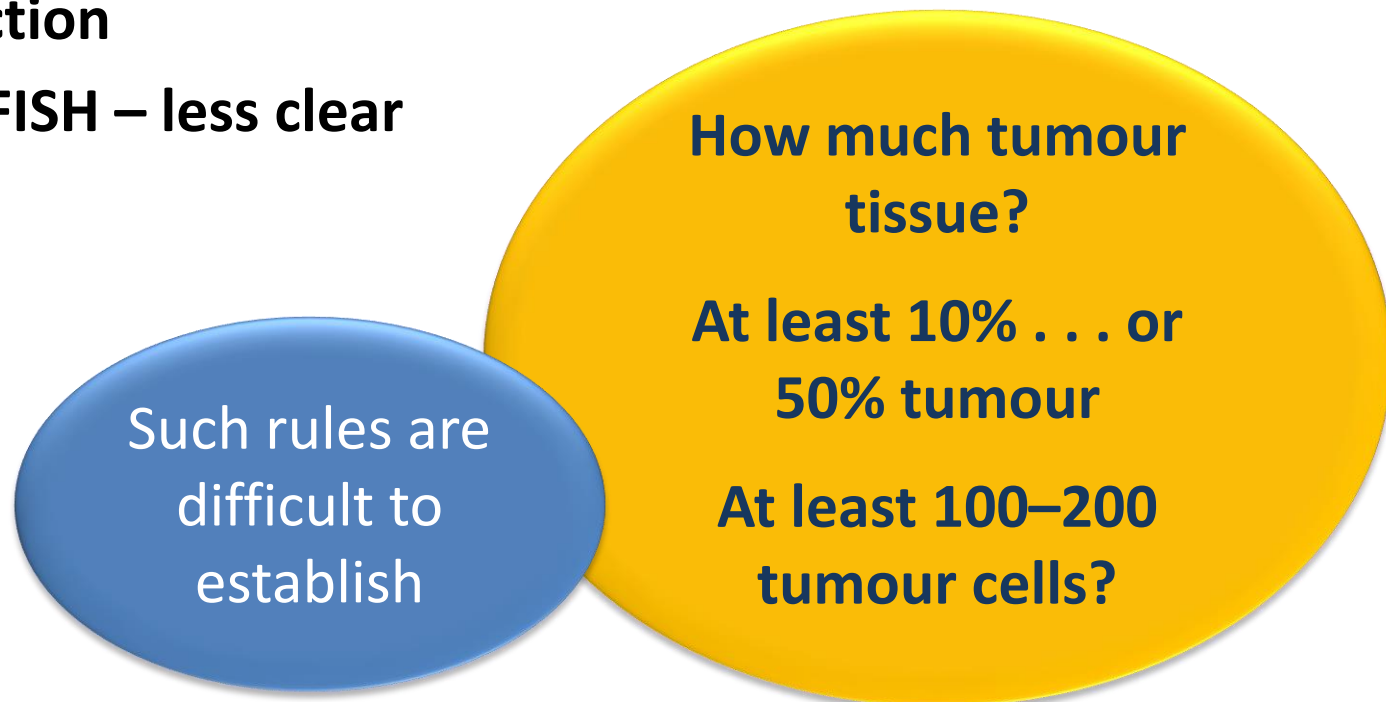 FISH – less clear
How much tumour
tissue?
At least 10% . . . or
50% tumour
At least 100–200
tumour cells?
Such rules are
difficult to
establish